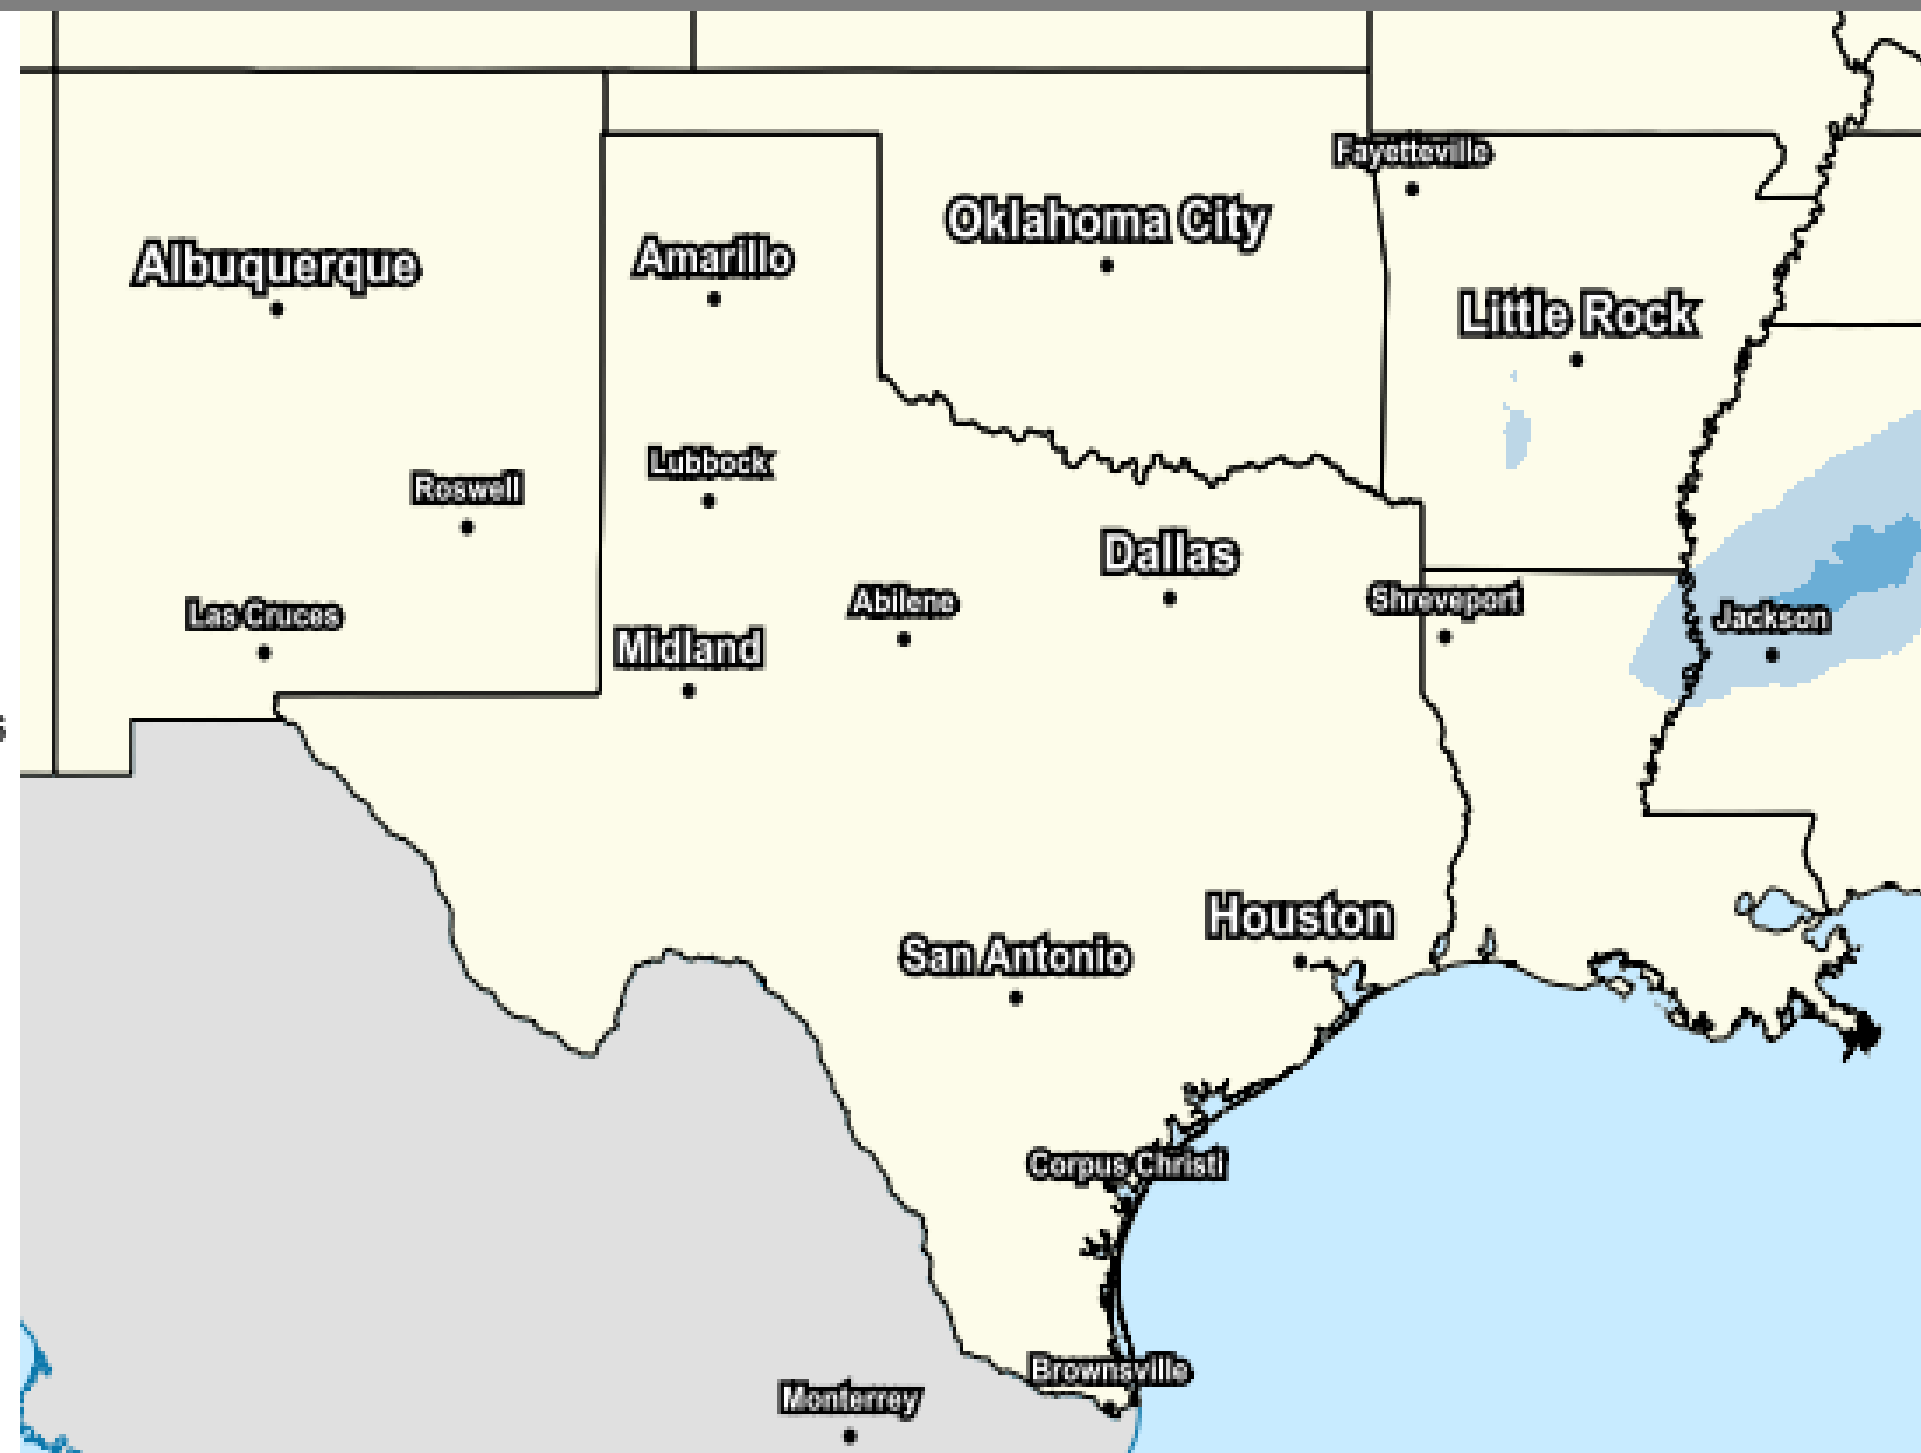 Fayetteville
Oklahoma City
Albuquerque
Amarillo
Little Rock
Lubbock
Roswell
Dallas
Las Cruces
Abilene
Shreveport
Jackson
Midland
Houston
San Antonio
Corpus Christi
Brownsville
Monterrey